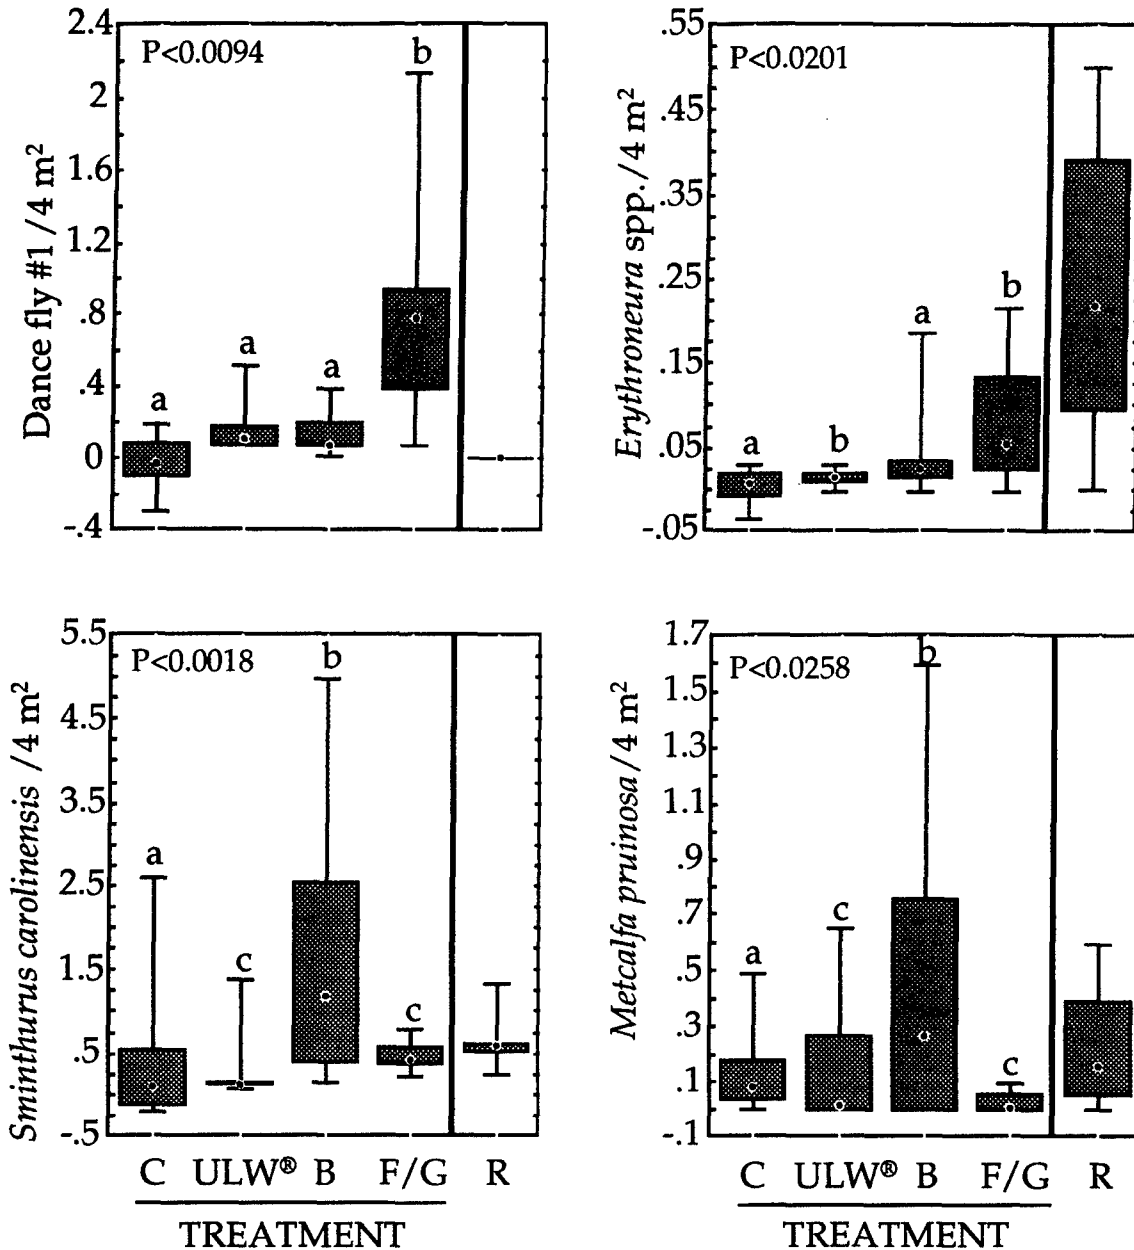 Dance fly #1/4 m²
2.4
2
1.6
1.2
.8
.4
0
-.4
P<0.0094
a
a
a
b
Erythroneura spp./4 m²
.55
.45
.35
.25
.15
.05
-.05
P<0.0201
a
b
a
b
Sminthurus carolinensis /4 m²
5.5
4.5
3.5
2.5
1.5
.5
-.5
P<0.0018
a
c
b
c
C ULW® B F/G R
TREATMENT
Metcalfa pruinosa/4 m²
1.7
1.5
1.3
1.1
.9
.7
.5
.3
.1
-.1
P<0.0258
a
c
b
c
C ULW® B F/G R
TREATMENT